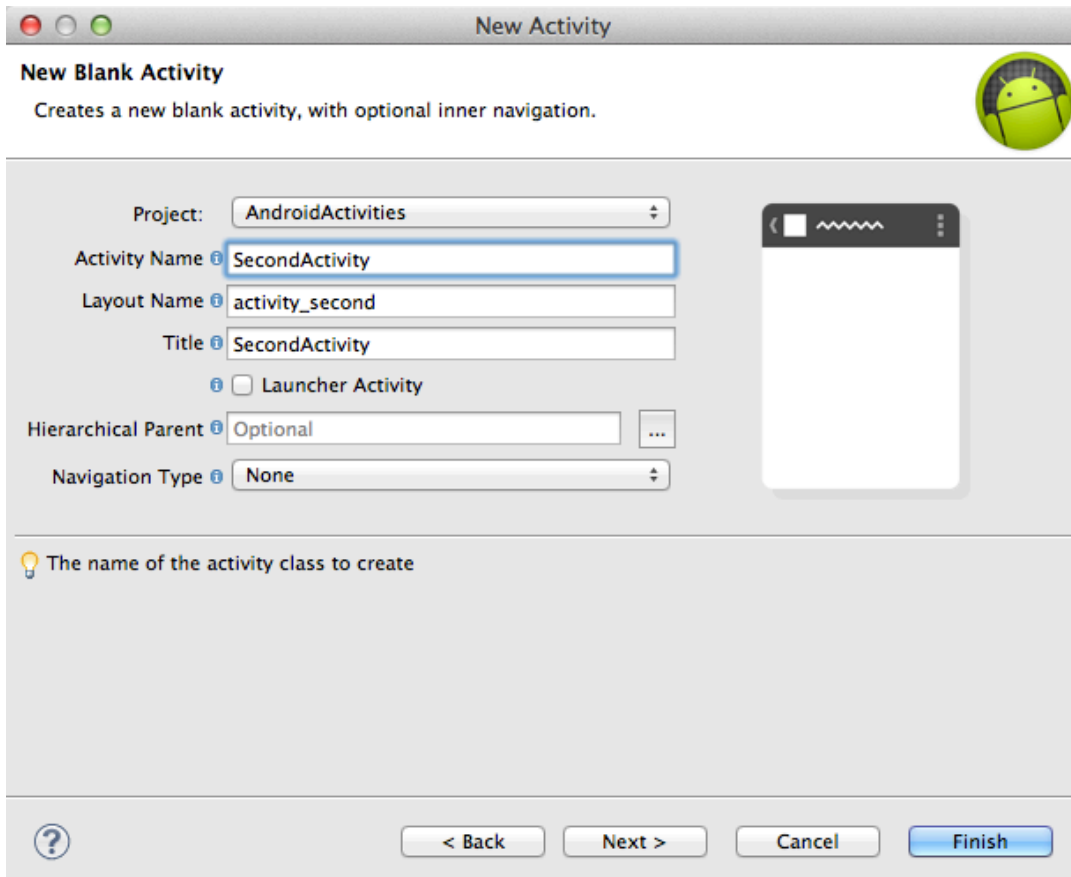 New Activity
New Blank Activity
Creates a new blank activity, with optional inner navigation.
Project: AndroidActivities
Activity Name SecondActivity
Layout Name activity_second
Title SecondActivity
Launcher Activity
Hierarchical Parent Optional ...
Navigation Type None
The name of the activity class to create
? < Back Next > Cancel Finish